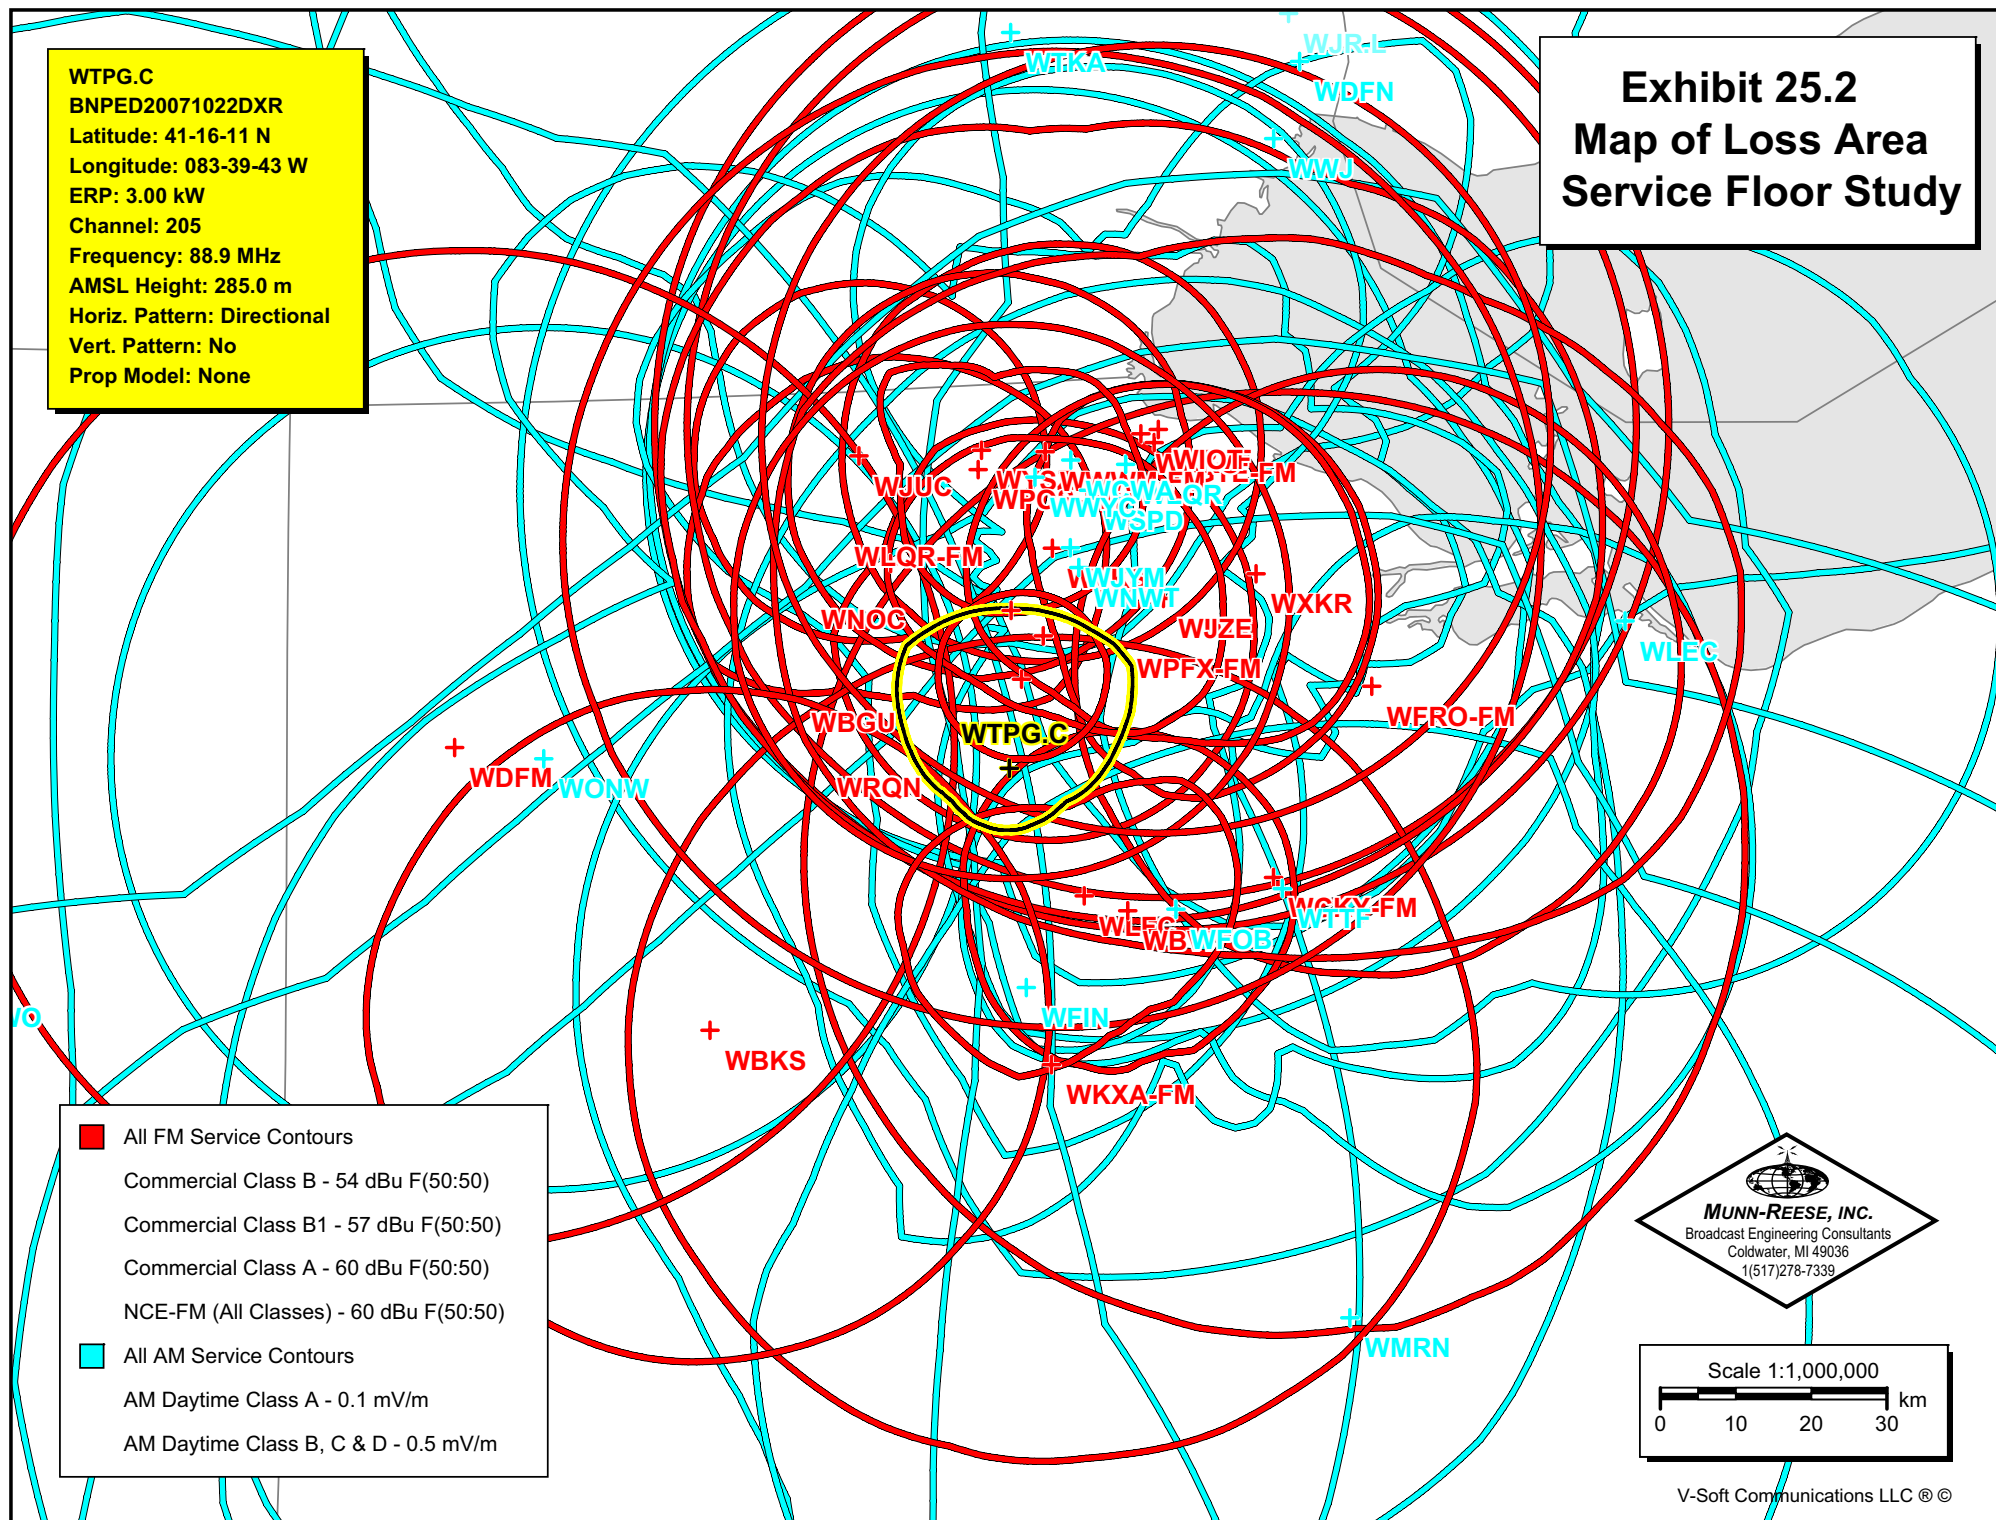 WTPG.C
BNPED20071022DXR
Latitude: 41-16-11 N
Longitude: 083-39-43 W
ERP: 3.00 kW
Channel: 205
Frequency: 88.9 MHz
AMSL Height: 285.0 m
Horiz. Pattern: Directional
Vert. Pattern: No
Prop Model: None
Exhibit 25.2
Map of Loss Area
Service Floor Study
WJR.L
WTKA
WDFN
WWJ
WIOT
WJUC
WWYC
WSPD
WLQR-FM
WJYM
WNWT
WXKR
WNOC
WJZE
WLEC
WPFX-FM
WBGU
WFRO-FM
WTPG.C
WDFM
WONW
WRQN
WCKY-FM
WTTF
WFOB
WFIN
WBKS
WKXA-FM
WMRN
All FM Service Contours
Commercial Class B - 54 dBu F(50:50)
Commercial Class B1 - 57 dBu F(50:50)
Commercial Class A - 60 dBu F(50:50)
NCE-FM (All Classes) - 60 dBu F(50:50)
All AM Service Contours
AM Daytime Class A - 0.1 mV/m
AM Daytime Class B, C & D - 0.5 mV/m
MUNN-REESE, INC.
Broadcast Engineering Consultants
Coldwater, MI 49036
1(517)278-7339
Scale 1:1,000,000
km
0 10 20 30
V-Soft Communications LLC ® ©